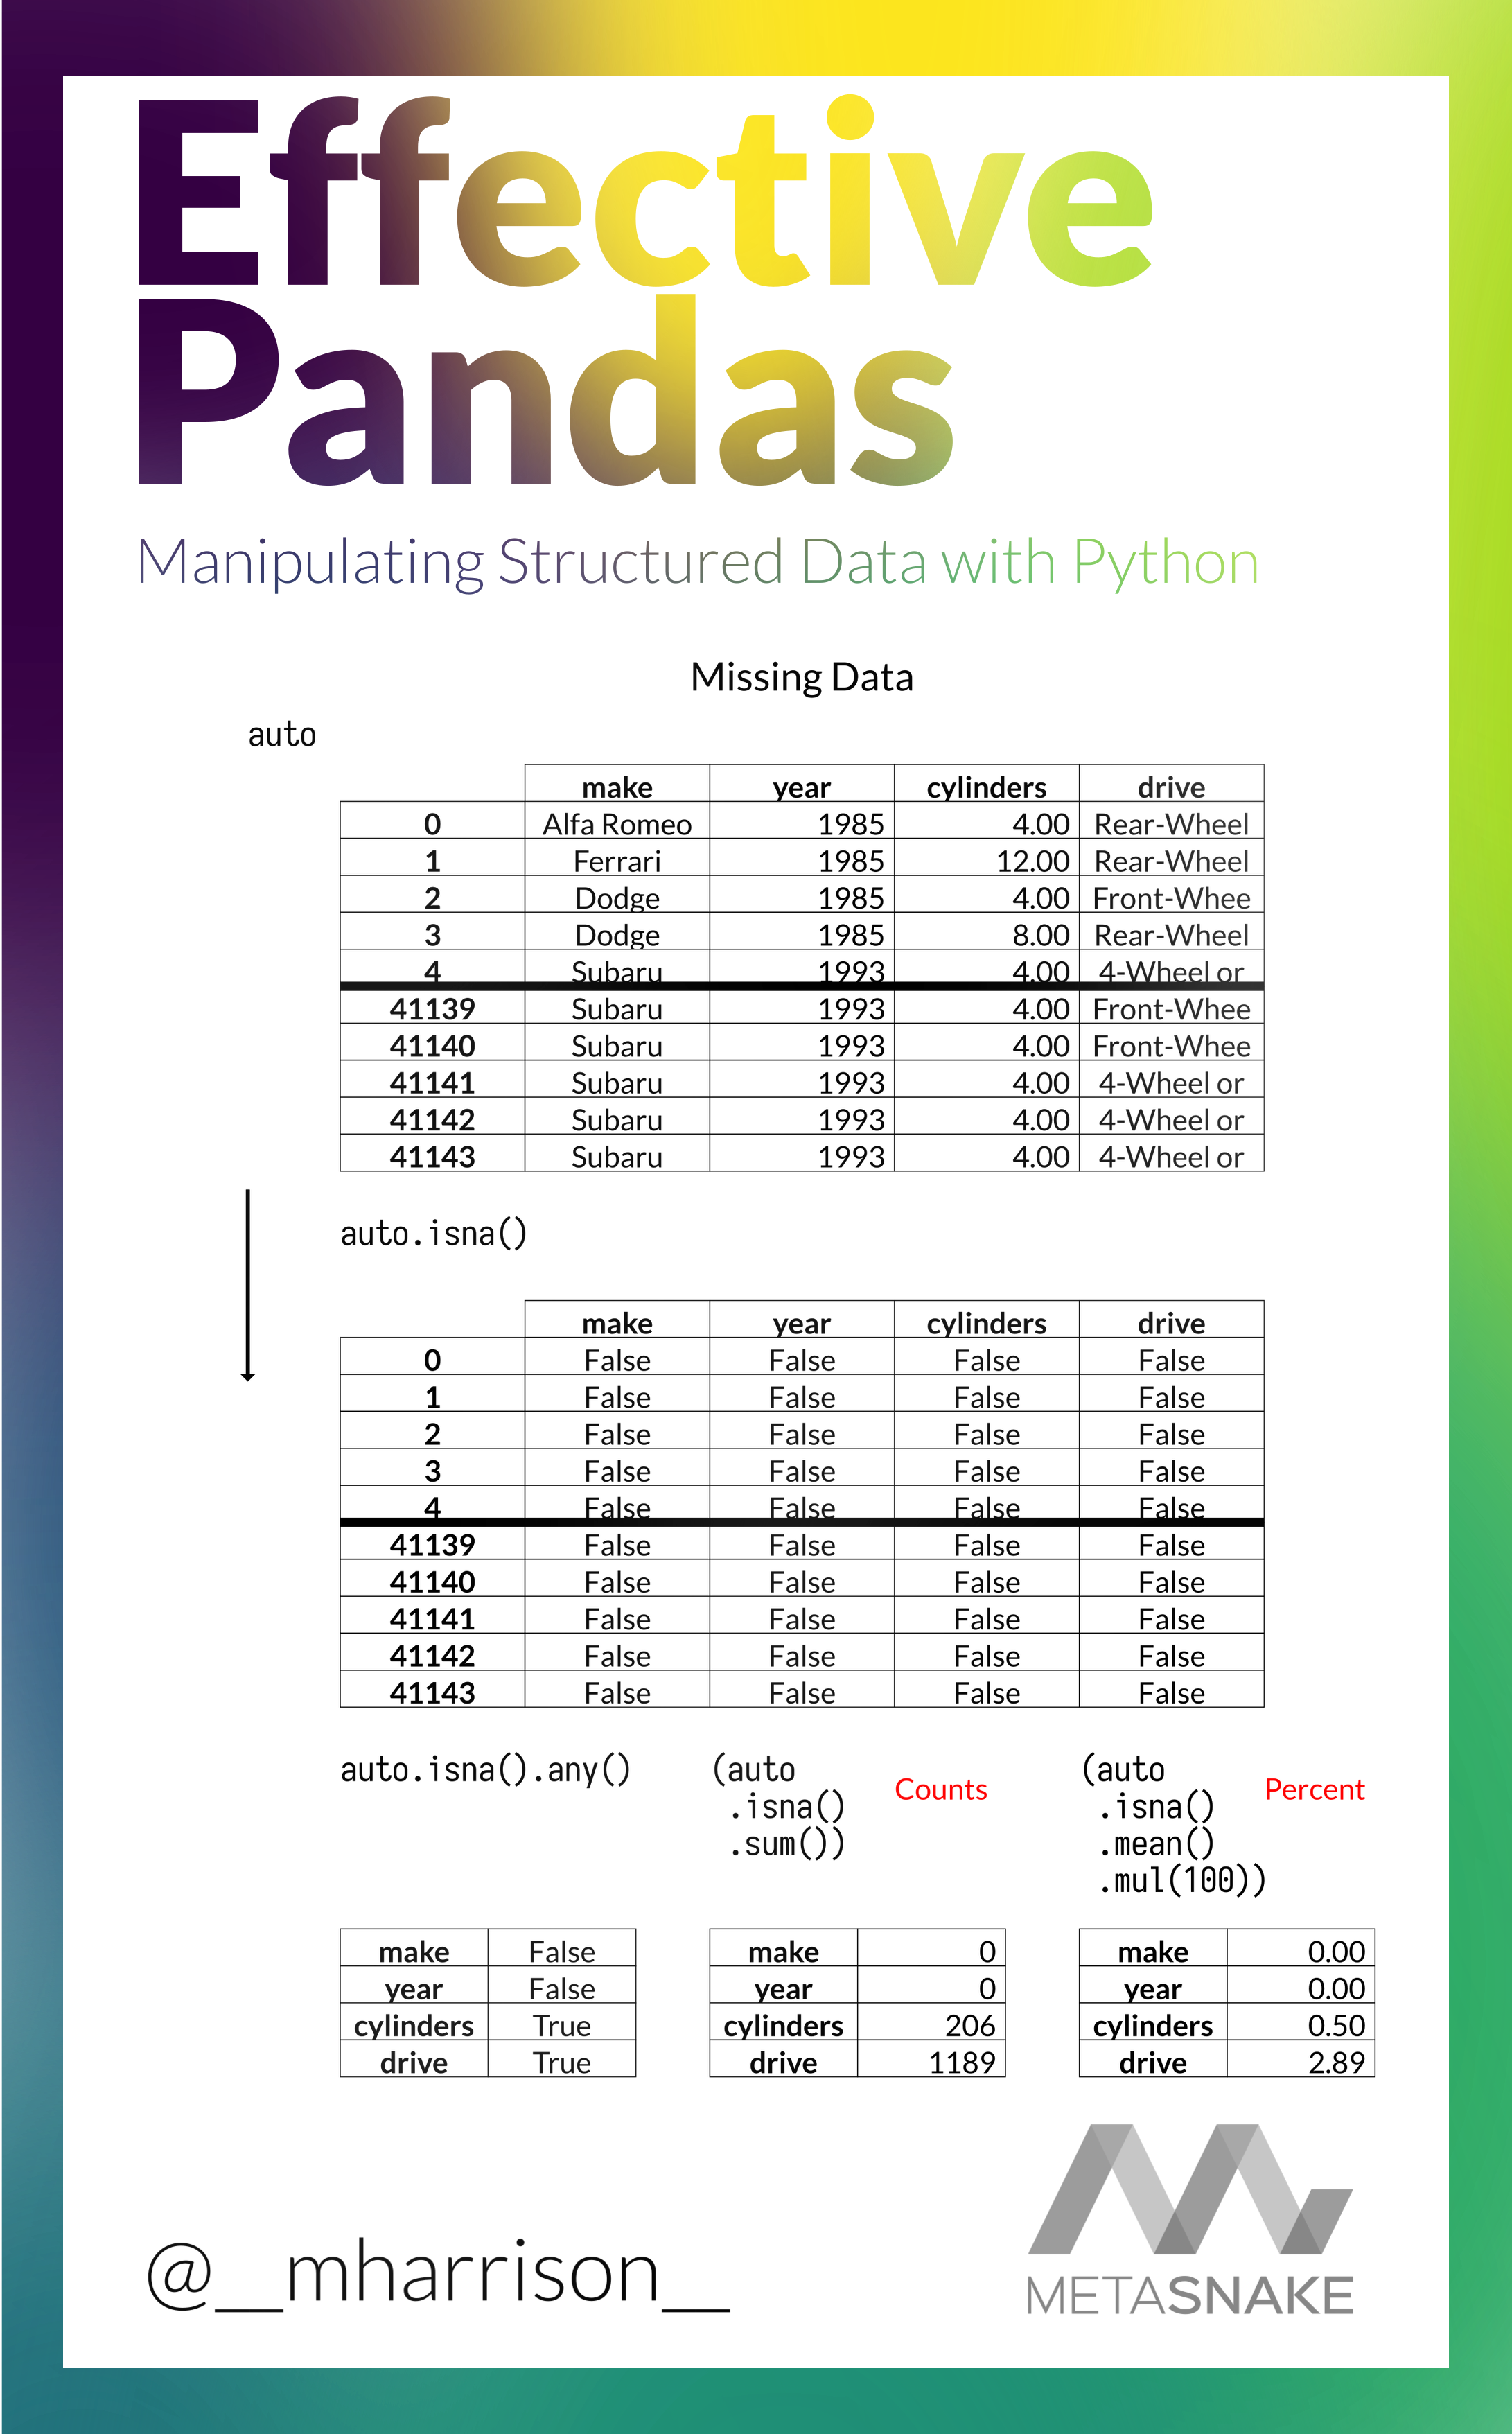 Effective
Pandas
Manipulating Structured Data with Python
Missing Data
auto
make year cylinders drive
0 Alfa Romeo 1985 4.00 Rear-Wheel
1 Ferrari 1985 12.00 Rear-Wheel
2 Dodge 1985 4.00 Front-Whee
3 Dodge 1985 8.00 Rear-Wheel
4 Subaru 1993 4.00 4-Wheel or
41139 Subaru 1993 4.00 Front-Whee
41140 Subaru 1993 4.00 Front-Whee
41141 Subaru 1993 4.00 4-Wheel or
41142 Subaru 1993 4.00 4-Wheel or
41143 Subaru 1993 4.00 4-Wheel or
auto.isna()
make year cylinders drive
0 False False False False
1 False False False False
2 False False False False
3 False False False False
4 False False False False
41139 False False False False
41140 False False False False
41141 False False False False
41142 False False False False
41143 False False False False
auto.isna().any()
make False
year False
cylinders True
drive True
(auto
.isna()
.sum())
Counts
make 0
year 0
cylinders 206
drive 1189
(auto
.isna()
.mean()
.mul(100))
Percent
make 0.00
year 0.00
cylinders 0.50
drive 2.89
@__mharrison__
METASNAKE